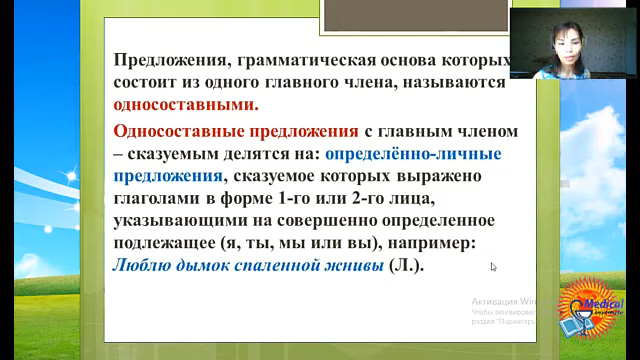 Предложения, грамматическая основа которых
состоит из одного главного члена, называются
односоставными.
Односоставные предложения с главным членом
– сказуемым делятся на: определённо-личные
предложения, сказуемое которых выражено
глаголами в форме 1-го или 2-го лица,
указывающими на совершенно определенное
подлежащее (я, ты, мы или вы), например:
Люблю дымок спаленной жнивы (Л.).
Активация Win
Чтобы активировать
раздел "Параметры
Medical